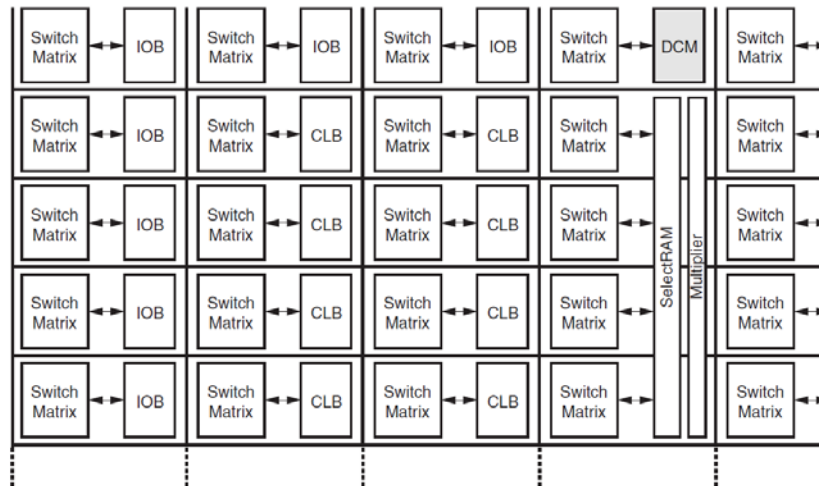 Switch
Matrix
IOB
Switch
Matrix
IOB
Switch
Matrix
IOB
Switch
Matrix
DCM
Switch
Matrix
Switch
Matrix
IOB
Switch
Matrix
CLB
Switch
Matrix
CLB
Switch
Matrix
Switch
Matrix
Switch
Matrix
IOB
Switch
Matrix
CLB
Switch
Matrix
CLB
Switch
Matrix
SelectRAM
Multiplier
Switch
Matrix
Switch
Matrix
IOB
Switch
Matrix
CLB
Switch
Matrix
CLB
Switch
Matrix
Switch
Matrix
Switch
Matrix
IOB
Switch
Matrix
CLB
Switch
Matrix
CLB
Switch
Matrix
Switch
Matrix